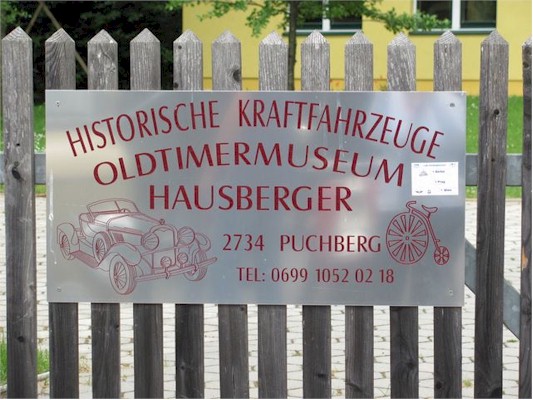 HISTORISCHE KRAFTFAHRZEUGE
OLDTIMERMUSEUM
HAUSBERGER
2734 PUCHBERG
TEL: 0699 1052 02 18